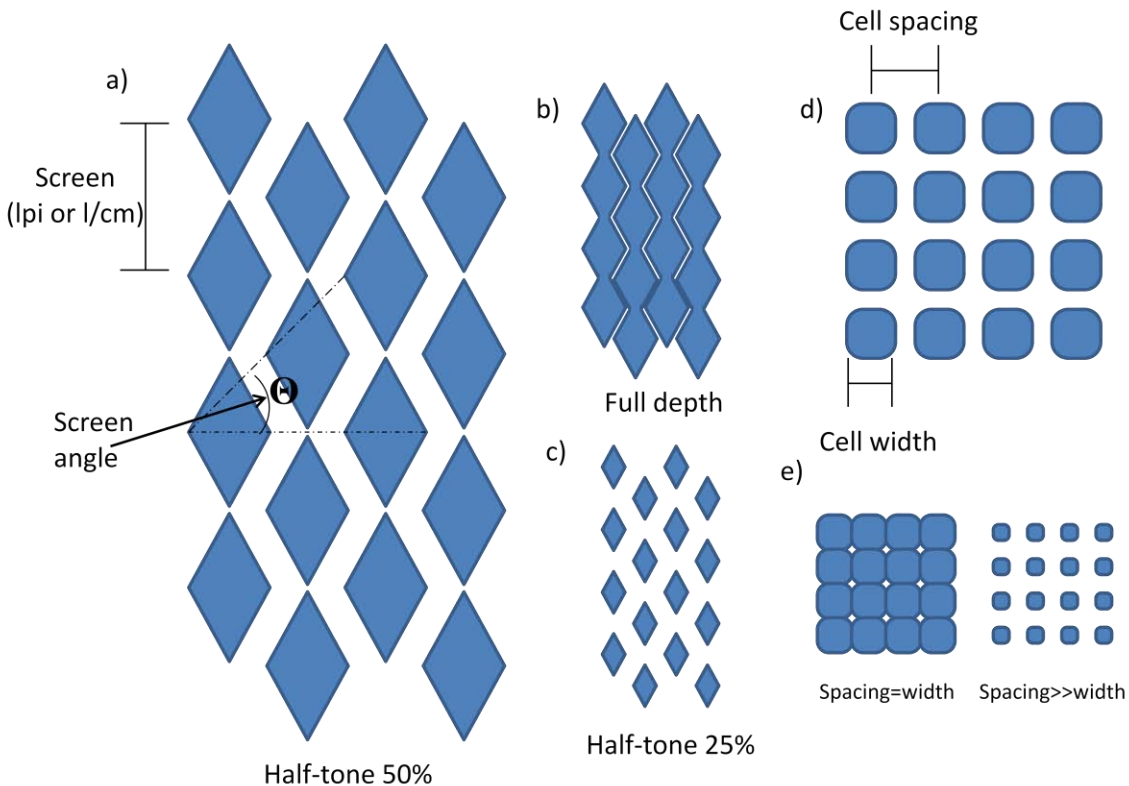 a)
Screen
(lpi or l/cm)
Θ
Screen
angle
Half-tone 50%
b)
Full depth
c)
Half-tone 25%
Cell spacing
d)
Cell width
e)
Spacing=width
Spacing>>width